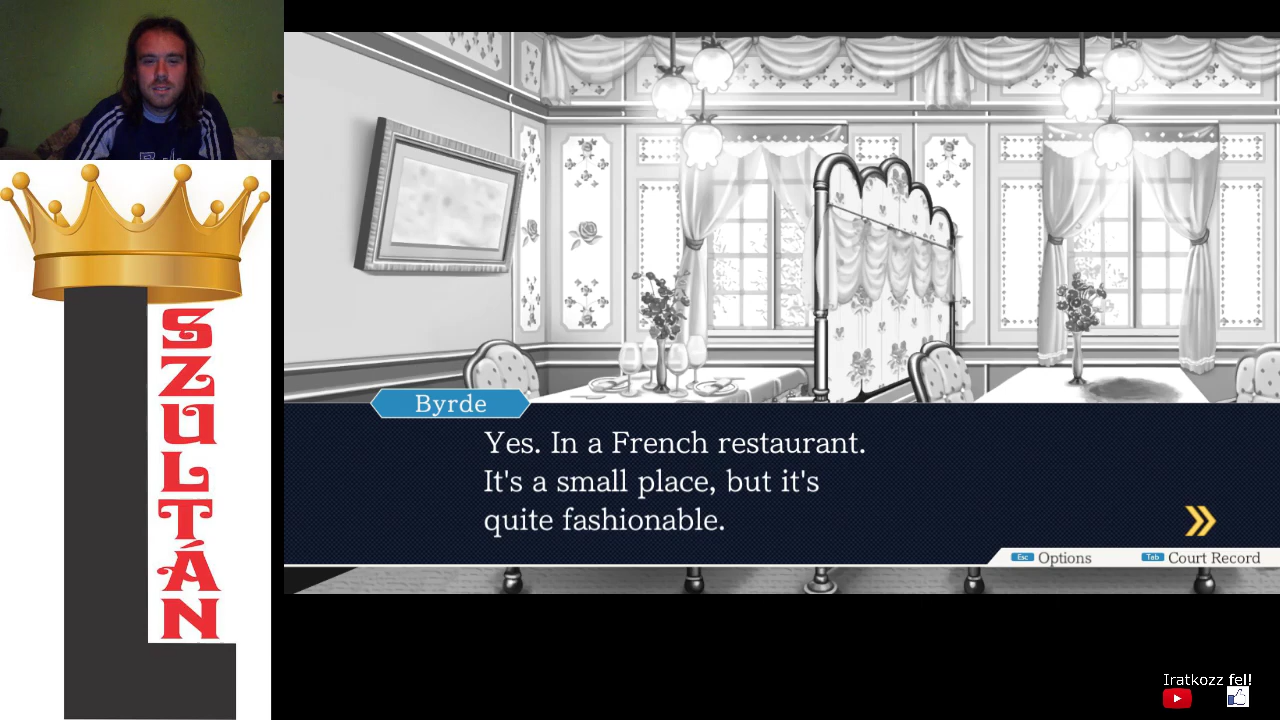 L
SZULTÁN
Byrde
Yes. In a French restaurant.
It's a small place, but it's
quite fashionable.
Esc Options
Tab Court Record
Iratkozz fel!